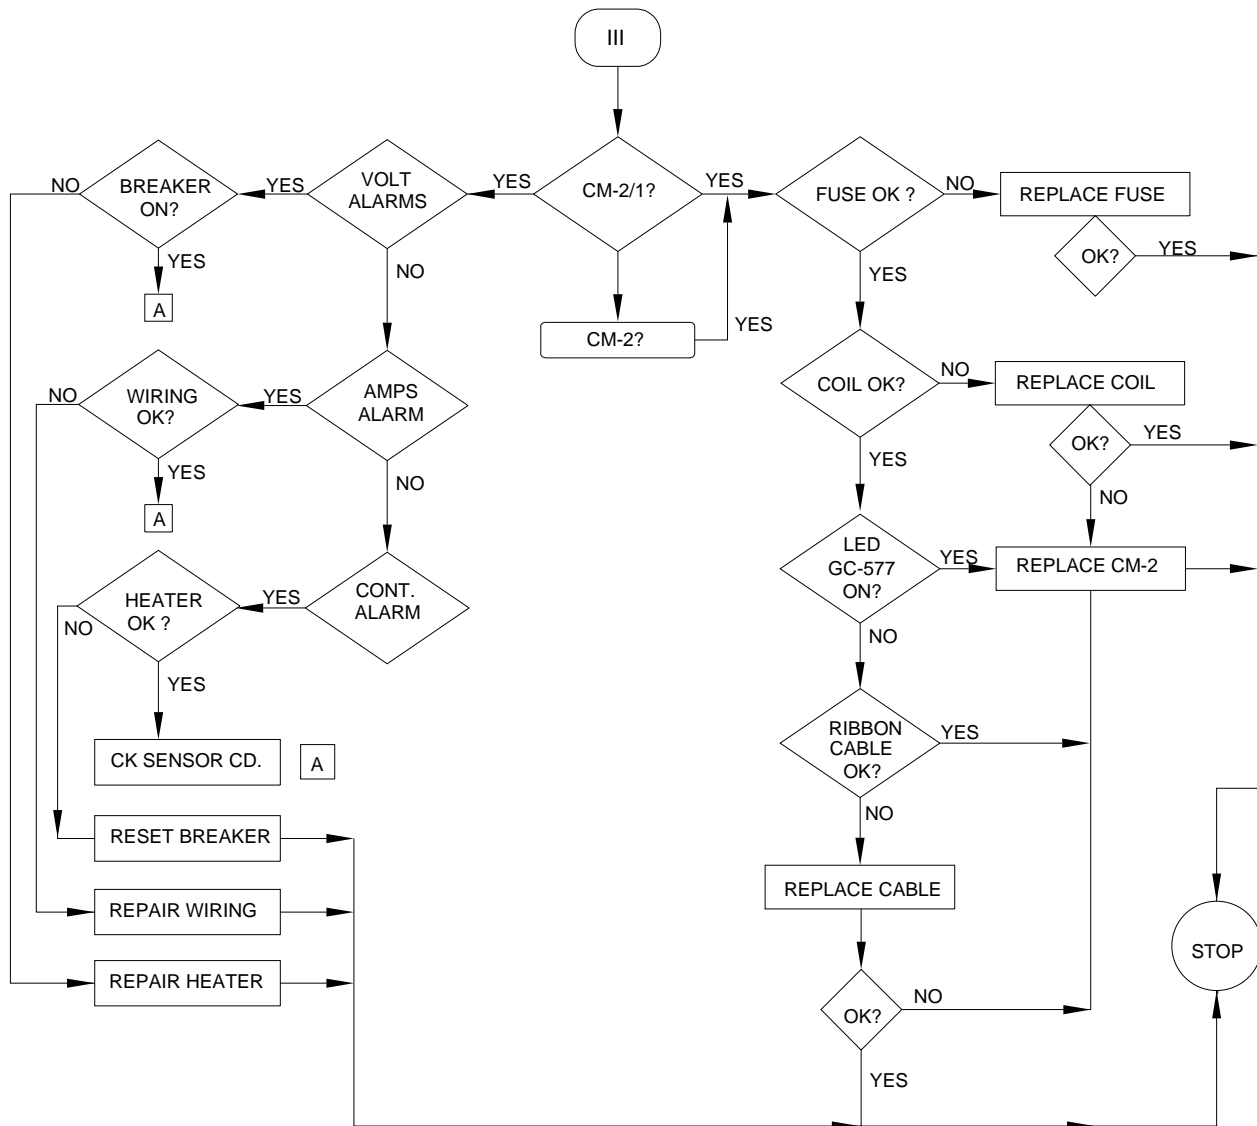 III
BREAKER
ON?
NO
YES
VOLT
ALARMS
YES
CM-2/1?
YES
FUSE OK ?
NO
REPLACE FUSE
OK?
YES
YES
A
NO
CM-2?
YES
YES
WIRING
OK?
NO
YES
AMPS
ALARM
COIL OK?
NO
REPLACE COIL
OK?
YES
YES
A
NO
YES
NO
HEATER
OK ?
NO
YES
CONT.
ALARM
LED
GC-577
ON?
YES
REPLACE CM-2
NO
YES
CK SENSOR CD.
A
RIBBON
CABLE
OK?
YES
NO
RESET BREAKER
REPLACE CABLE
REPAIR WIRING
REPAIR HEATER
OK?
NO
YES
STOP